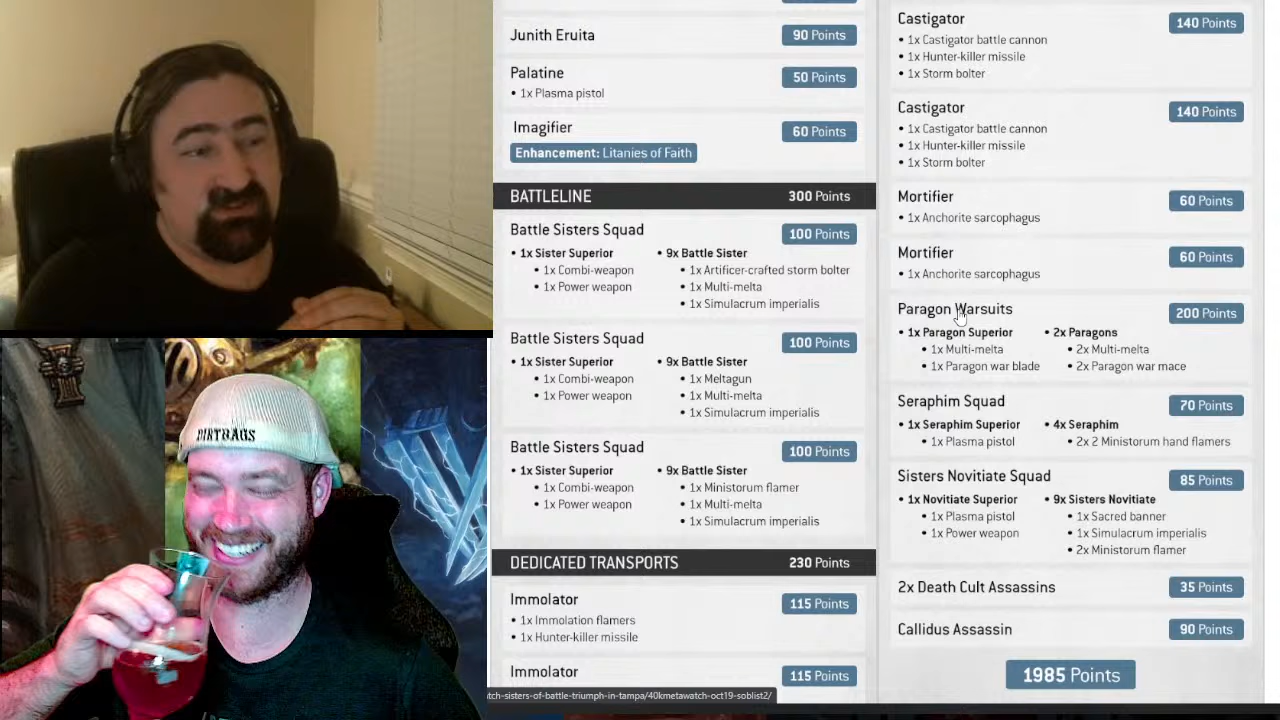 DIRTBAGS
Junith Eruita
90 Points
Palatine
50 Points
• 1x Plasma pistol
Imagifier
60 Points
Enhancement: Litanies of Faith
BATTLELINE
300 Points
Battle Sisters Squad
100 Points
• 1x Sister Superior
• 1x Combi-weapon
• 1x Power weapon
• 9x Battle Sister
• 1x Artificer-crafted storm bolter
• 1x Multi-melta
• 1x Simulacrum imperialis
Battle Sisters Squad
100 Points
• 1x Sister Superior
• 1x Combi-weapon
• 1x Power weapon
• 9x Battle Sister
• 1x Meltagun
• 1x Multi-melta
• 1x Simulacrum imperialis
Battle Sisters Squad
100 Points
• 1x Sister Superior
• 1x Combi-weapon
• 1x Power weapon
• 9x Battle Sister
• 1x Ministorum flamer
• 1x Multi-melta
• 1x Simulacrum imperialis
DEDICATED TRANSPORTS
230 Points
Immolator
115 Points
• 1x Immolation flamers
• 1x Hunter-killer missile
Immolator
115 Points
tch-sisters-of-battle-triumph-in-tampa/40kmetawatch-oct19-soblist2/
Castigator
140 Points
• 1x Castigator battle cannon
• 1x Hunter-killer missile
• 1x Storm bolter
Castigator
140 Points
• 1x Castigator battle cannon
• 1x Hunter-killer missile
• 1x Storm bolter
Mortifier
60 Points
• 1x Anchorite sarcophagus
Mortifier
60 Points
• 1x Anchorite sarcophagus
Paragon Warsuits
200 Points
• 1x Paragon Superior
• 1x Multi-melta
• 1x Paragon war blade
• 2x Paragons
• 2x Multi-melta
• 2x Paragon war mace
Seraphim Squad
70 Points
• 1x Seraphim Superior
• 1x Plasma pistol
• 4x Seraphim
• 2x 2 Ministorum hand flamers
Sisters Novitiate Squad
85 Points
• 1x Novitiate Superior
• 1x Plasma pistol
• 1x Power weapon
• 9x Sisters Novitiate
• 1x Sacred banner
• 1x Simulacrum imperialis
• 2x Ministorum flamer
2x Death Cult Assassins
35 Points
Callidus Assassin
90 Points
1985 Points